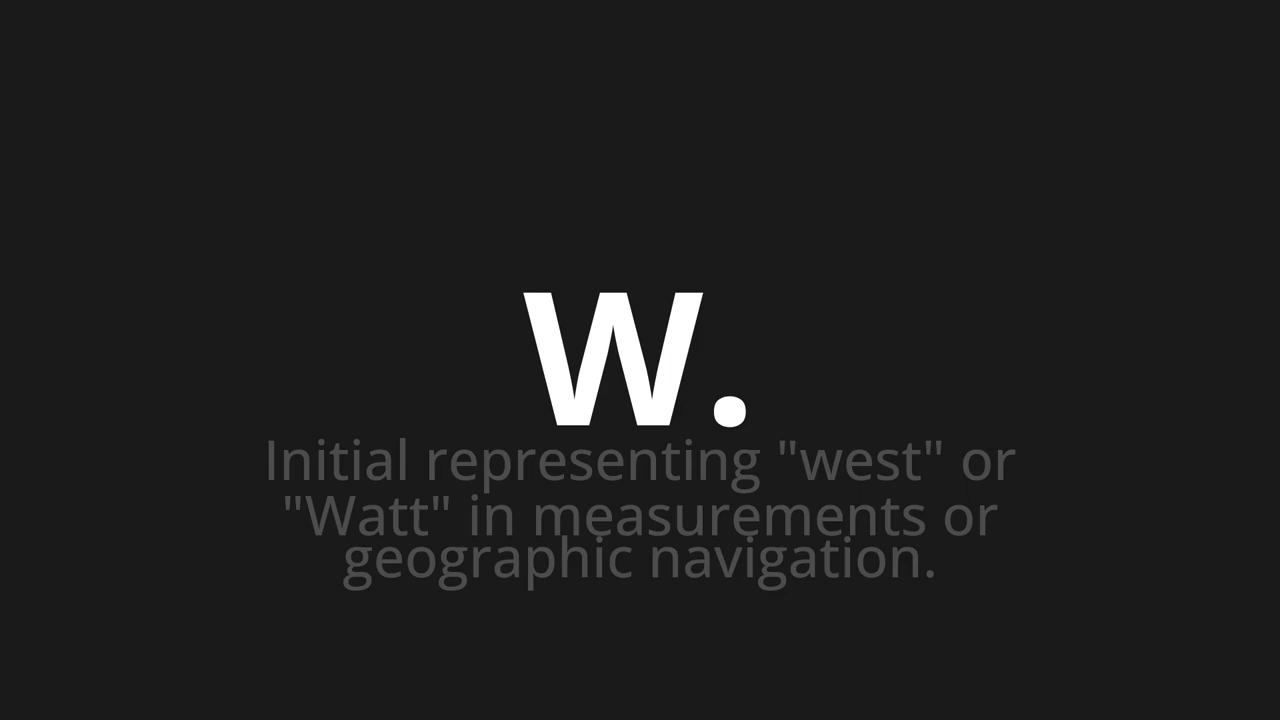 W.
Initial representing "west" or
"Watt" in measurements or
geographic navigation.